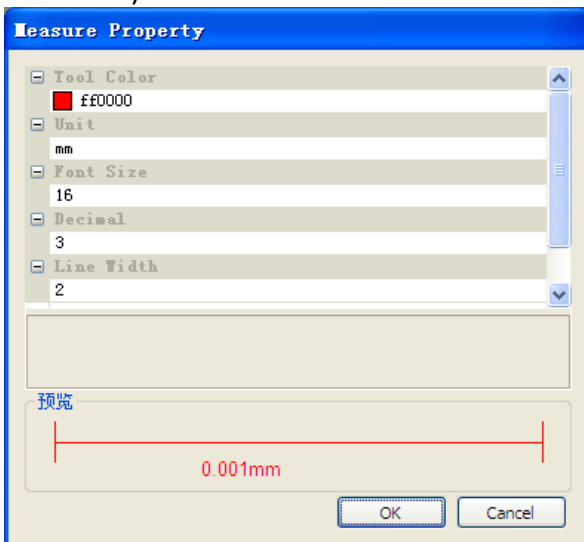 Measure Property
Tool Color
ff0000
Unit
mm
Font Size
16
Decimal
3
Line Width
2
预览
0.001mm
OK Cancel